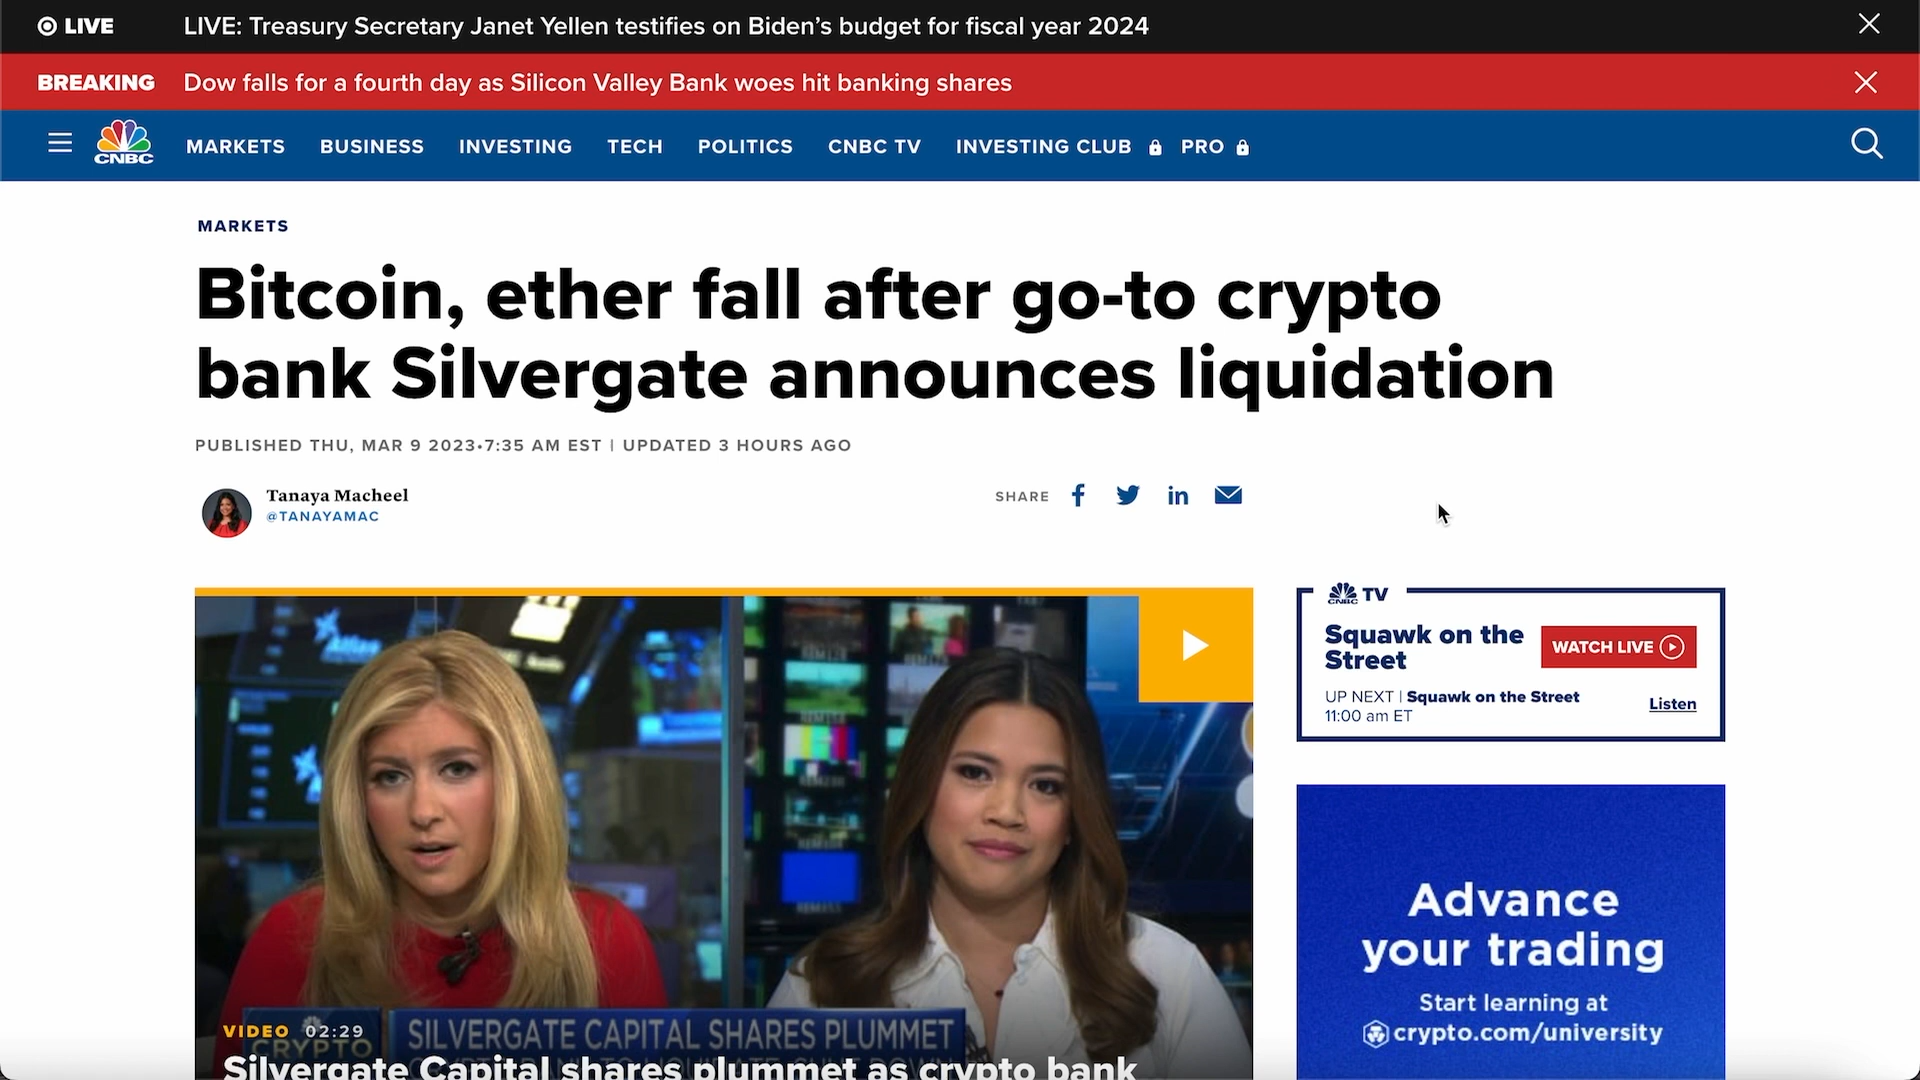 LIVE
LIVE: Treasury Secretary Janet Yellen testifies on Biden’s budget for fiscal year 2024
BREAKING
Dow falls for a fourth day as Silicon Valley Bank woes hit banking shares
CNBC
MARKETS BUSINESS INVESTING TECH POLITICS CNBC TV INVESTING CLUB PRO
MARKETS
Bitcoin, ether fall after go-to crypto
bank Silvergate announces liquidation
PUBLISHED THU, MAR 9 2023•7:35 AM EST | UPDATED 3 HOURS AGO
Tanaya Macheel
@TANAYAMAC
SHARE
in
VIDEO 02:29
CRYPTO
SILVERGATE CAPITAL SHARES PLUMMET
Silvergate Capital shares plummet as crypto bank
CNBC TV
Squawk on the
Street
WATCH LIVE
UP NEXT | Squawk on the Street
11:00 am ET
Listen
Advance
your trading
Start learning at
crypto.com/university